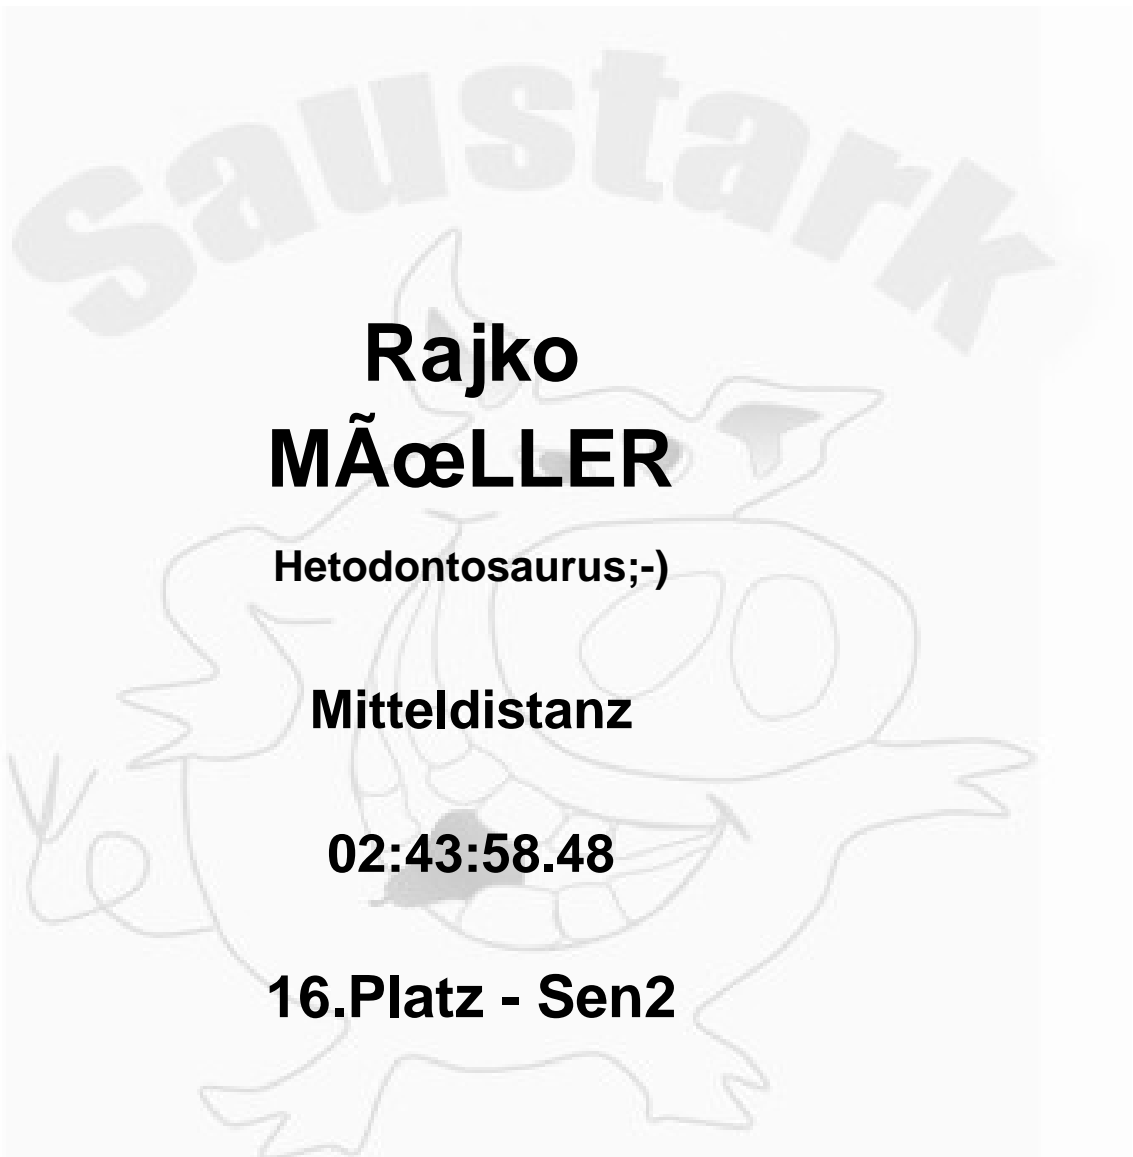 Saustark
Rajko
MÃœLLER
Hetodontosaurus;-)
Mitteldistanz
02:43:58.48
16.Platz - Sen2